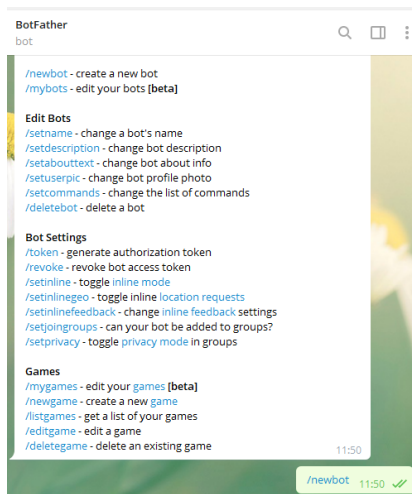 BotFather
bot
/newbot - create a new bot
/mybots - edit your bots [beta]
Edit Bots
/setname - change a bot's name
/setdescription - change bot description
/setabouttext - change bot about info
/setuserpic - change bot profile photo
/setcommands - change the list of commands
/deletebot - delete a bot
Bot Settings
/token - generate authorization token
/revoke - revoke bot access token
/setinline - toggle inline mode
/setinlinegeo - toggle inline location requests
/setinlinefeedback - change inline feedback settings
/setjoingroups - can your bot be added to groups?
/setprivacy - toggle privacy mode in groups
Games
/mygames - edit your games [beta]
/newgame - create a new game
/listgames - get a list of your games
/editgame - edit a game
/deletegame - delete an existing game
11:50
/newbot 11:50